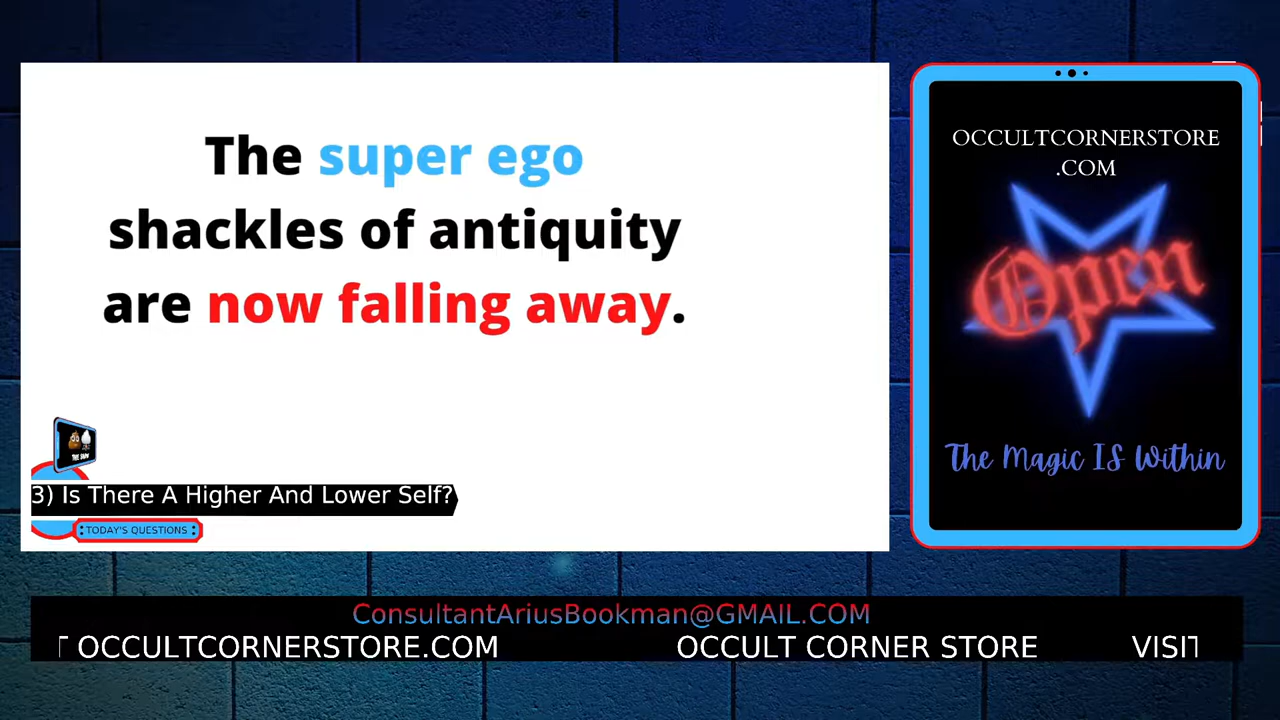 The super ego
shackles of antiquity
are now falling away.
3) Is There A Higher And Lower Self?
TODAY'S QUESTIONS
OCCULTCORNERSTORE
.COM
Open
The Magic IS Within
ConsultantAriusBookman@GMAIL.COM
OCCULTCORNERSTORE.COM OCCULT CORNER STORE VISIT